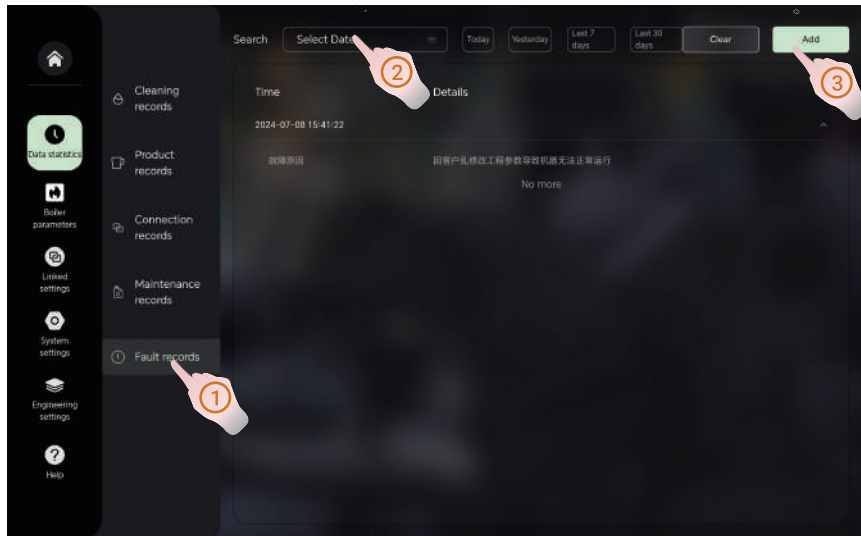 Search
Select Date
Today
Yesterday
Last 7
days
Last 30
days
Clear
Add
2
3
Data statistics
Boiler
parameters
Linked
settings
System
settings
Engineering
settings
Help
Cleaning
records
Product
records
Connection
records
Maintenance
records
Fault records
1
Time
Details
2024-07-08 15:41:22
故障原因
因客户乱修改工程参数导致机器无法正常运行
No more